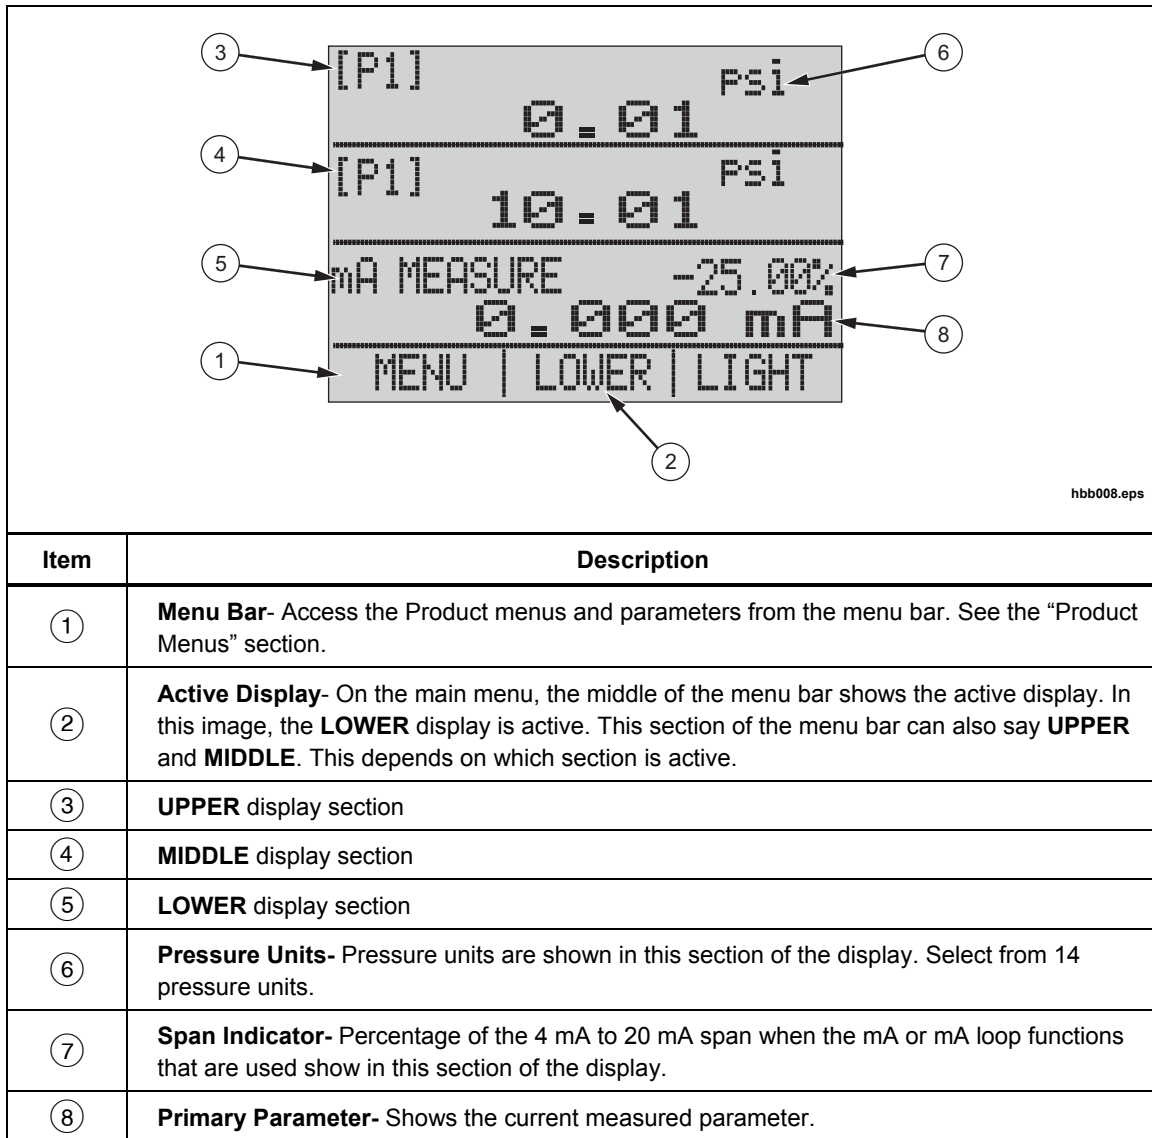 3
[P1]
psi
6
0.01
4
[P1]
psi
10.01
5
mA MEASURE
-25.00%
7
0.000 mA
8
1
MENU | LOWER | LIGHT
2
hbb008.eps
Item Description
1 Menu Bar- Access the Product menus and parameters from the menu bar. See the “Product
Menus” section.
2 Active Display- On the main menu, the middle of the menu bar shows the active display. In
this image, the LOWER display is active. This section of the menu bar can also say UPPER
and MIDDLE. This depends on which section is active.
3 UPPER display section
4 MIDDLE display section
5 LOWER display section
6 Pressure Units- Pressure units are shown in this section of the display. Select from 14
pressure units.
7 Span Indicator- Percentage of the 4 mA to 20 mA span when the mA or mA loop functions
that are used show in this section of the display.
8 Primary Parameter- Shows the current measured parameter.